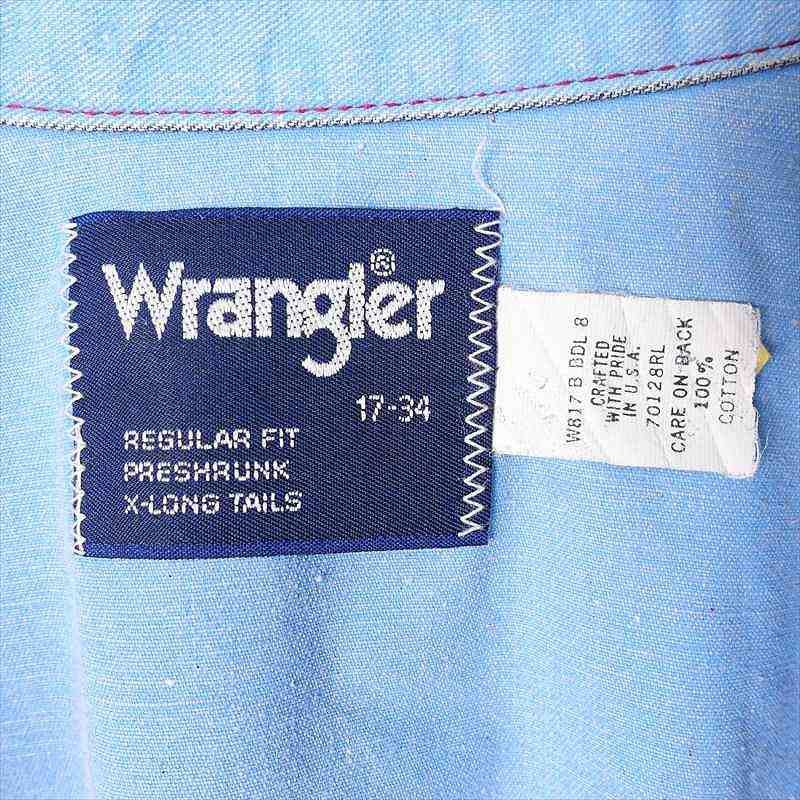 Wrangler®
17-34
REGULAR FIT
PRESHRUNK
X-LONG TAILS
W817 B BDL 8
CRAFTED
WITH PRIDE
IN U.S.A.
70128RL
CARE ON BACK
100%
COTTON